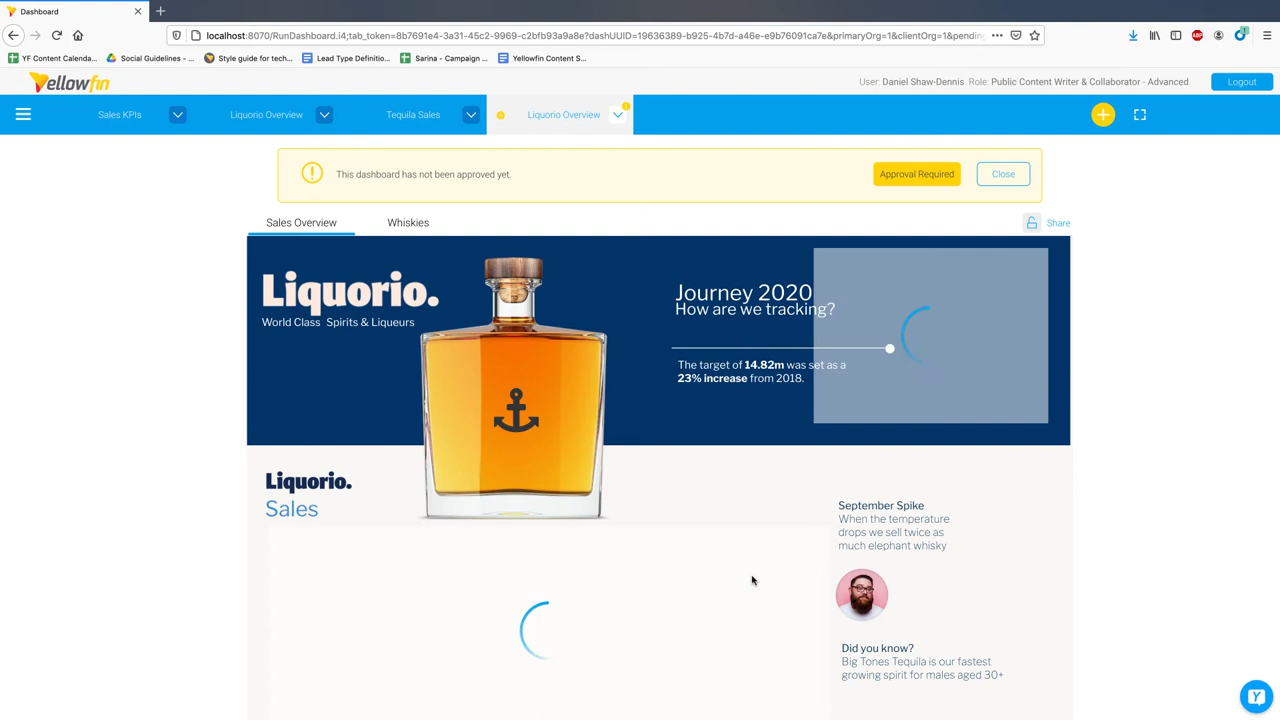 Dashboard
localhost:8070/RunDashboard.i4;tab_token=8b7691e4-3a31-45c2-9969-c2bfb93a9a8e?dashUUID=19636389-b925-4b7d-a46e-e9b76091ca7e&primaryOrg=1&clientOrg=1&pending
YF Content Calenda...
Social Guidelines - ...
Style guide for tech...
Lead Type Definitio...
Sarina - Campaign ...
Yellowfin Content S...
Yellowfin
User: Daniel Shaw-Dennis Role: Public Content Writer & Collaborator - Advanced
Logout
Sales KPIs
Liquorio Overview
Tequila Sales
Liquorio Overview
This dashboard has not been approved yet.
Approval Required
Close
Sales Overview
Whiskies
Share
Liquorio.
World Class Spirits & Liqueurs
Journey 2020
How are we tracking?
The target of 14.82m was set as a
23% increase from 2018.
Liquorio.
Sales
September Spike
When the temperature
drops we sell twice as
much elephant whisky
Did you know?
Big Tones Tequila is our fastest
growing spirit for males aged 30+